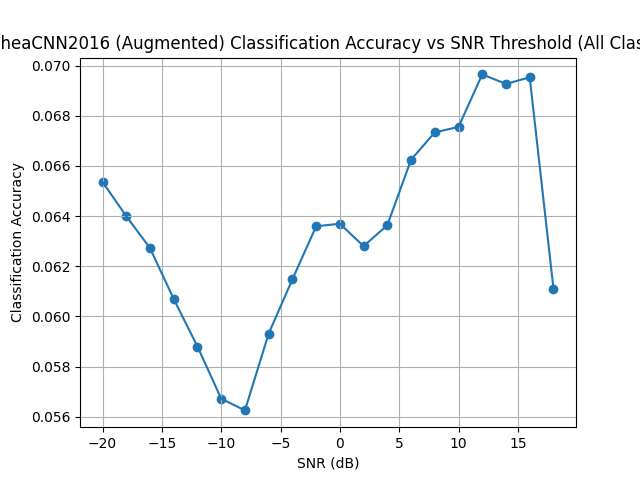 heaCNN2016 (Augmented) Classification Accuracy vs SNR Threshold (All Clas
0.070
0.068
0.066
0.064
0.062
0.060
0.058
0.056
Classification Accuracy
−20 −15 −10 −5 0 5 10 15
SNR (dB)